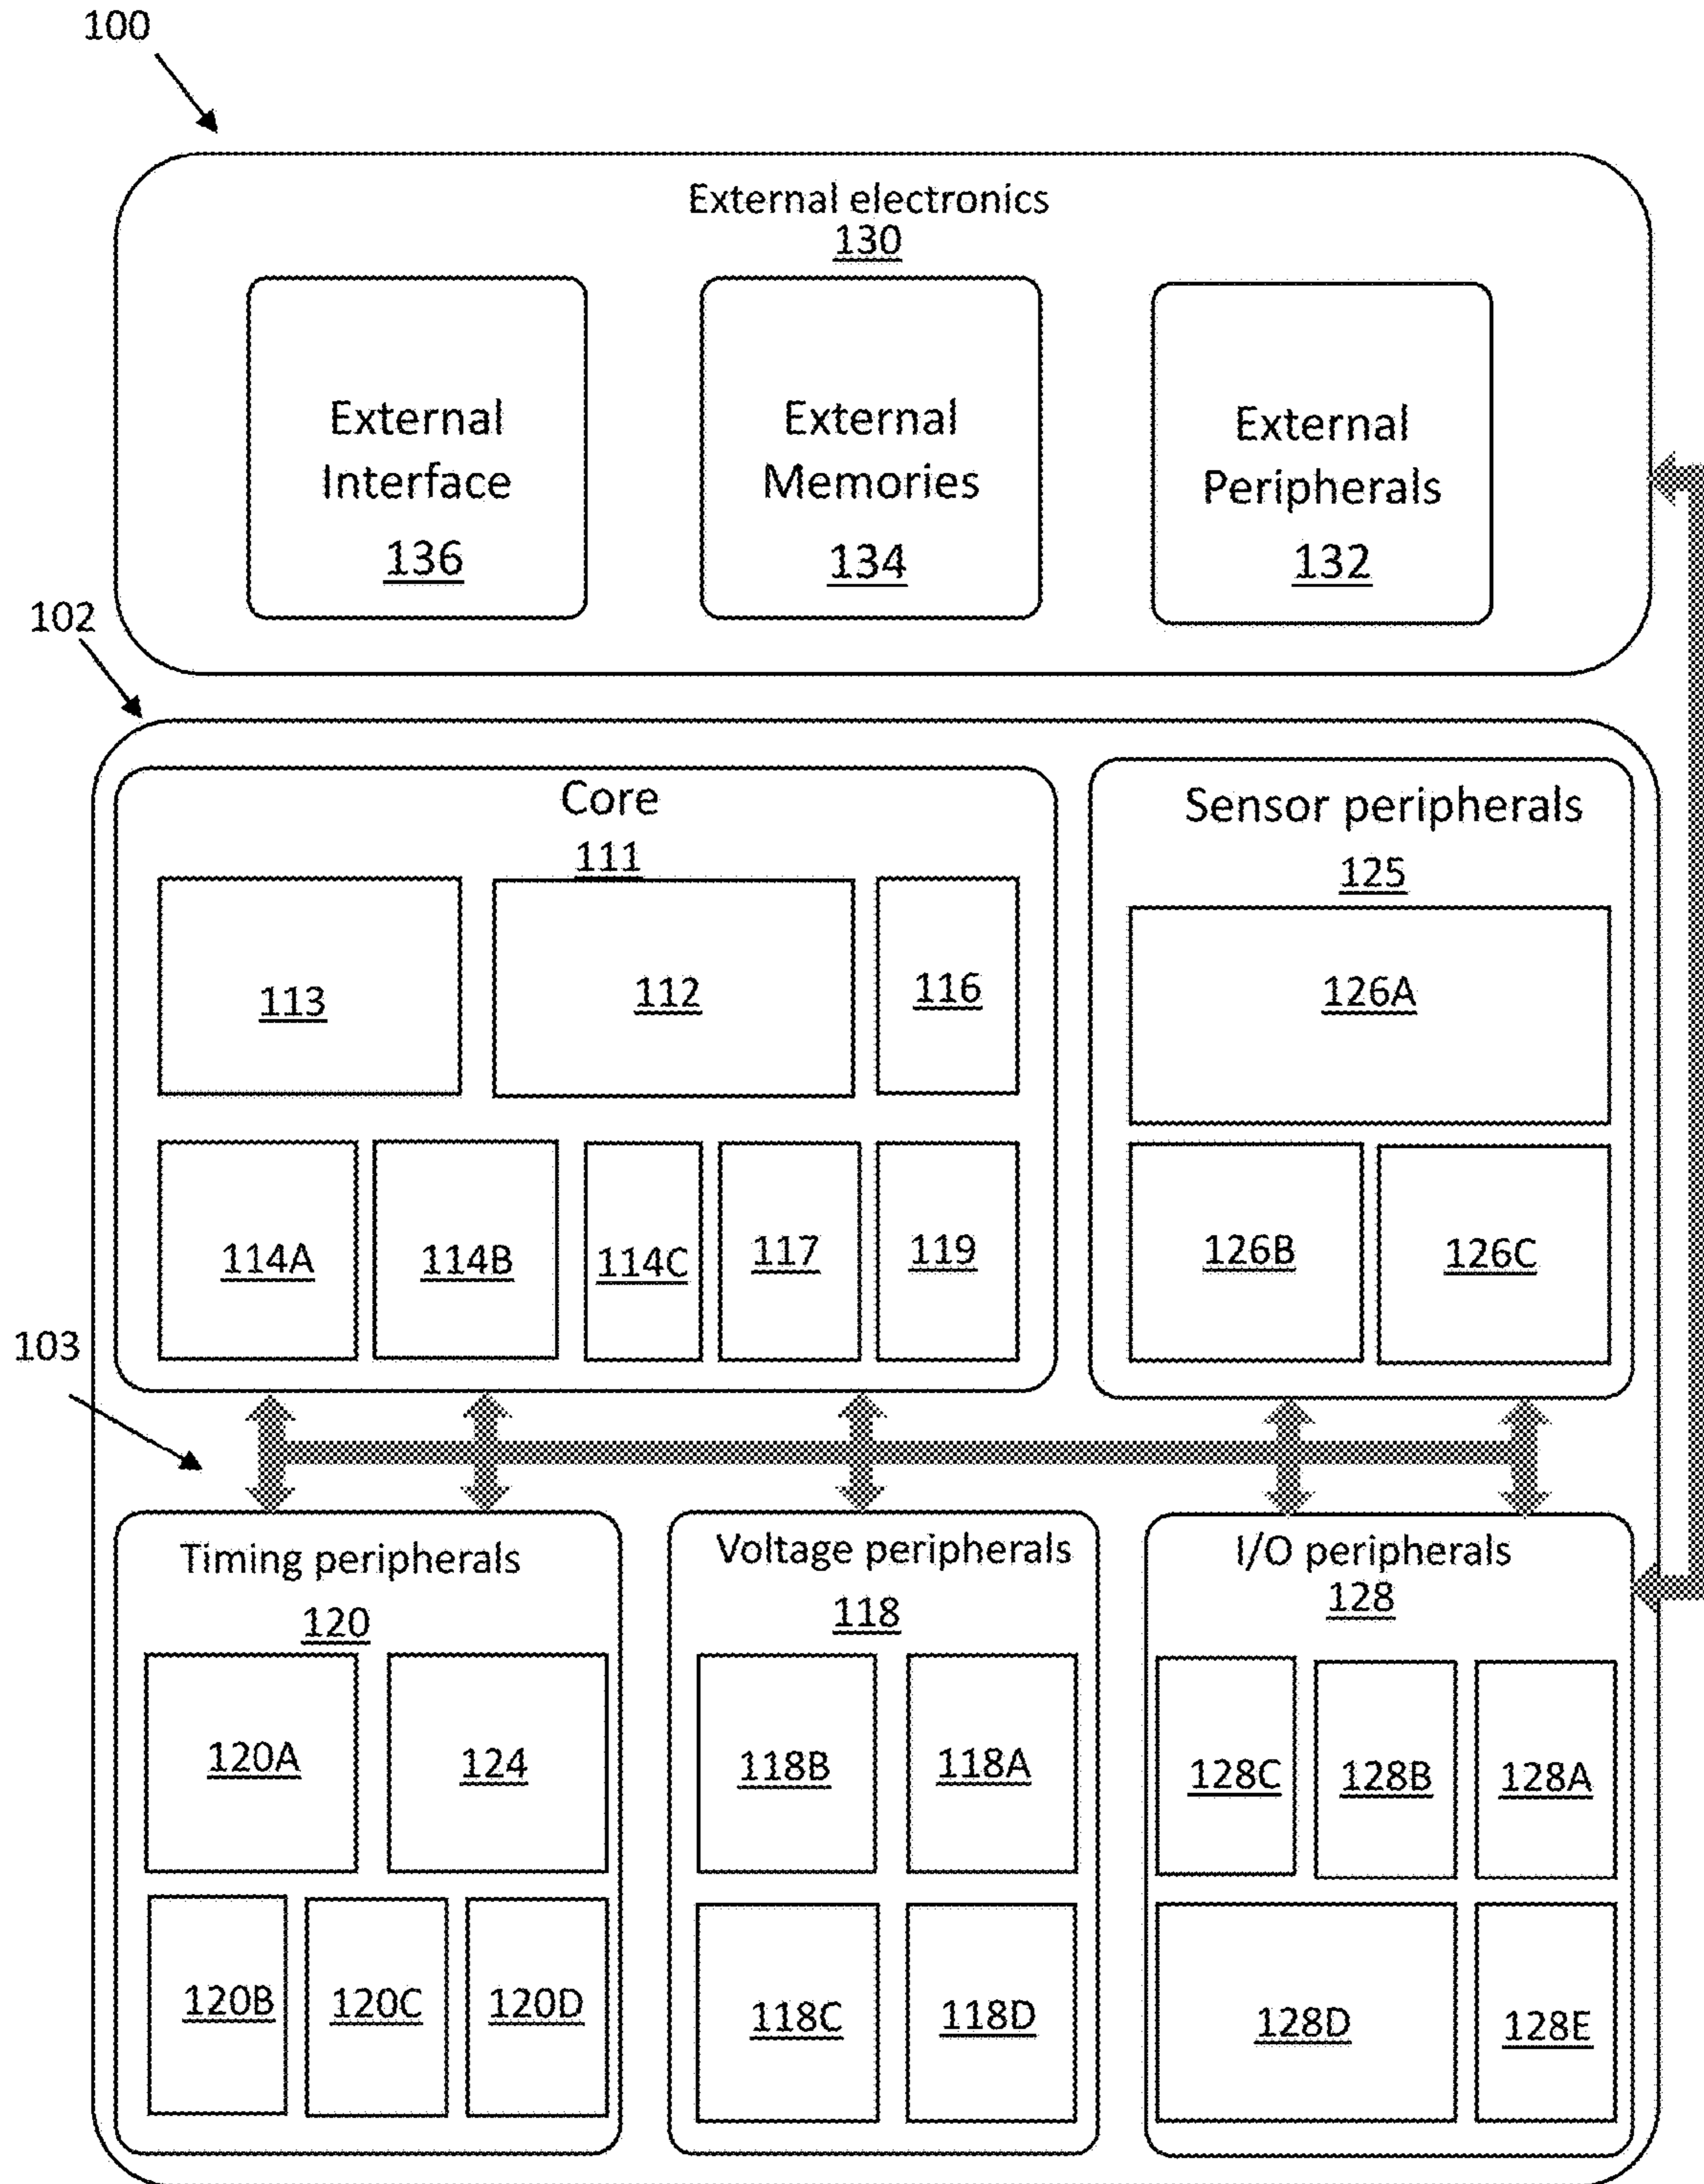 100
External electronics
130
External
Interface
136
External
Memories
134
External
Peripherals
132
102
Core
111
113
112
116
114A
114B
114C
117
119
Sensor peripherals
125
126A
126B
126C
103
Timing peripherals
120
120A
124
120B
120C
120D
Voltage peripherals
118
118B
118A
118C
118D
I/O peripherals
128
128C
128B
128A
128D
128E